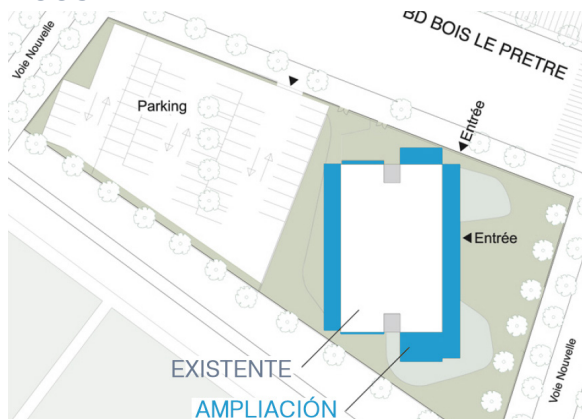 Voie Nouvelle
BD BOIS LE PRETRE
Parking
Entrée
Entrée
EXISTENTE
AMPLIACIÓN
Voie Nouvelle